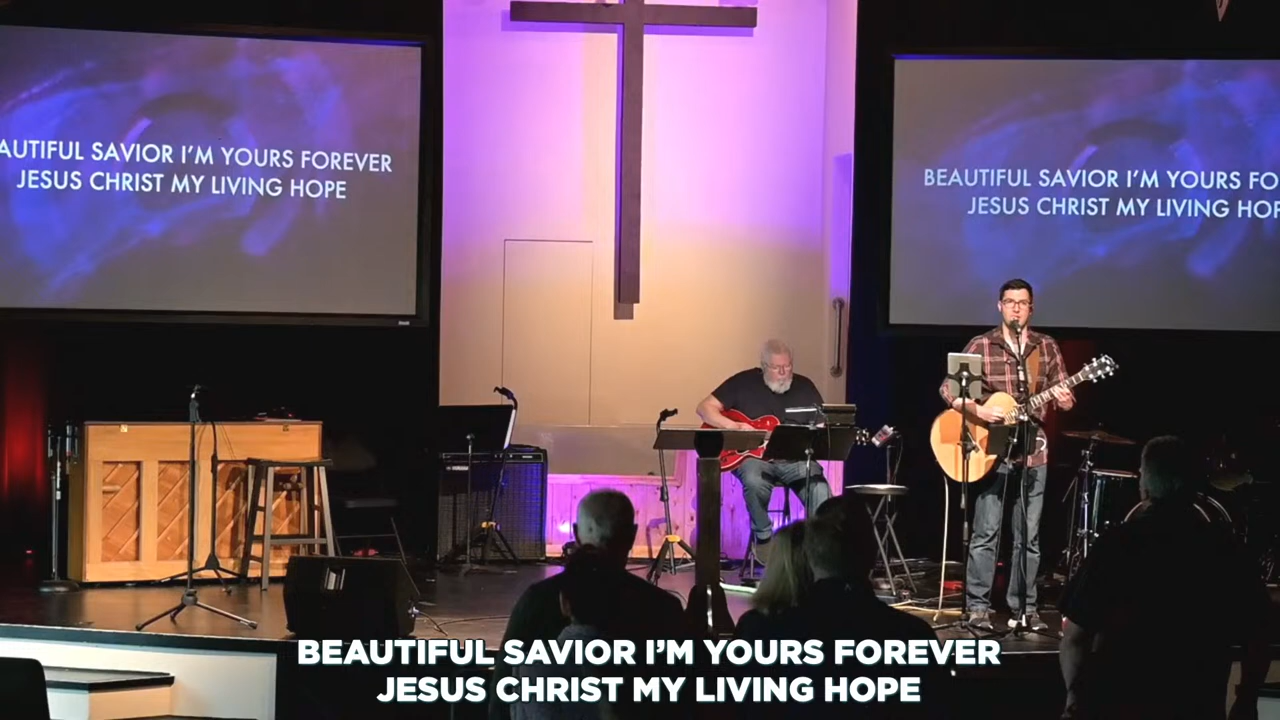 AUTIFUL SAVIOR I'M YOURS FOREVER
JESUS CHRIST MY LIVING HOPE
BEAUTIFUL SAVIOR I'M YOURS FO
JESUS CHRIST MY LIVING HOP
BEAUTIFUL SAVIOR I'M YOURS FOREVER
JESUS CHRIST MY LIVING HOPE